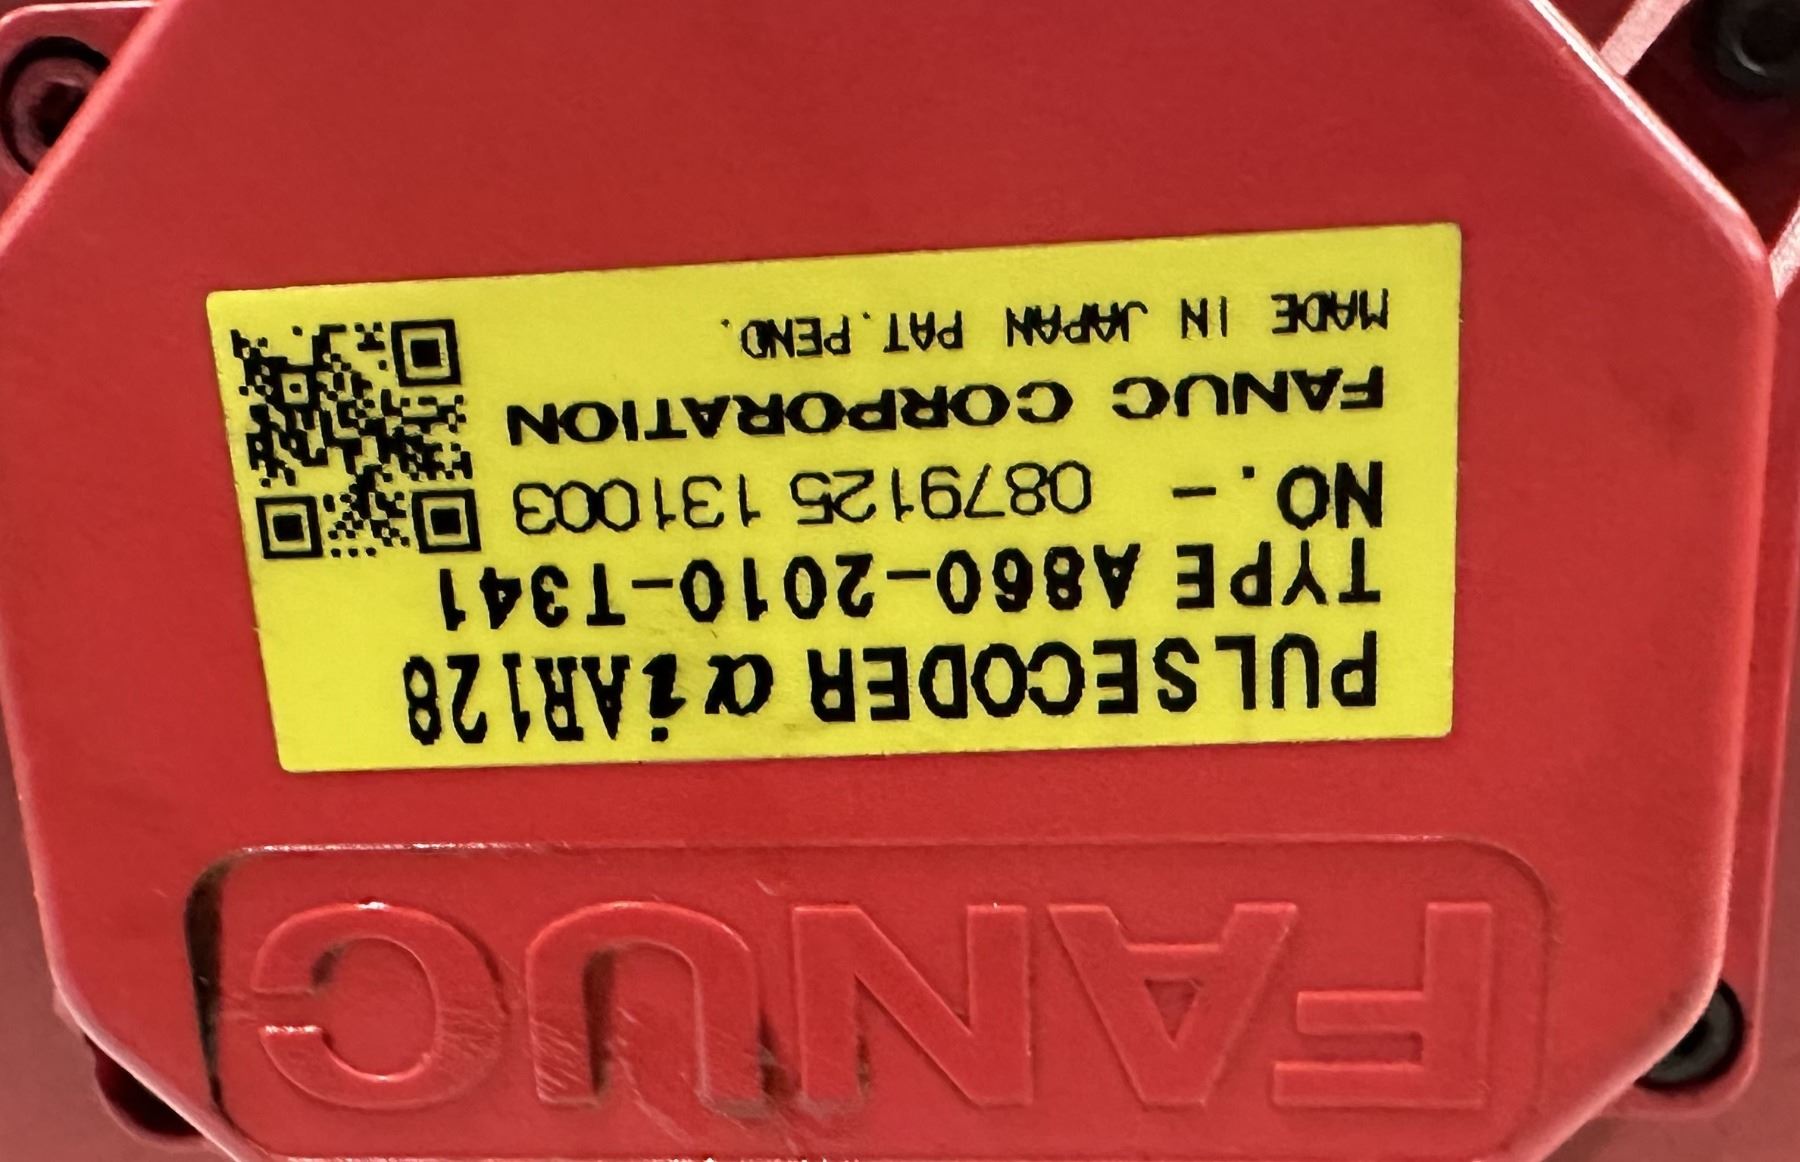 PULSECODER αiAR128
TYPE A860-2010-T341
NO.- 0879125 131003
FANUC CORPORATION
MADE IN JAPAN PAT.PEND.
FANUC